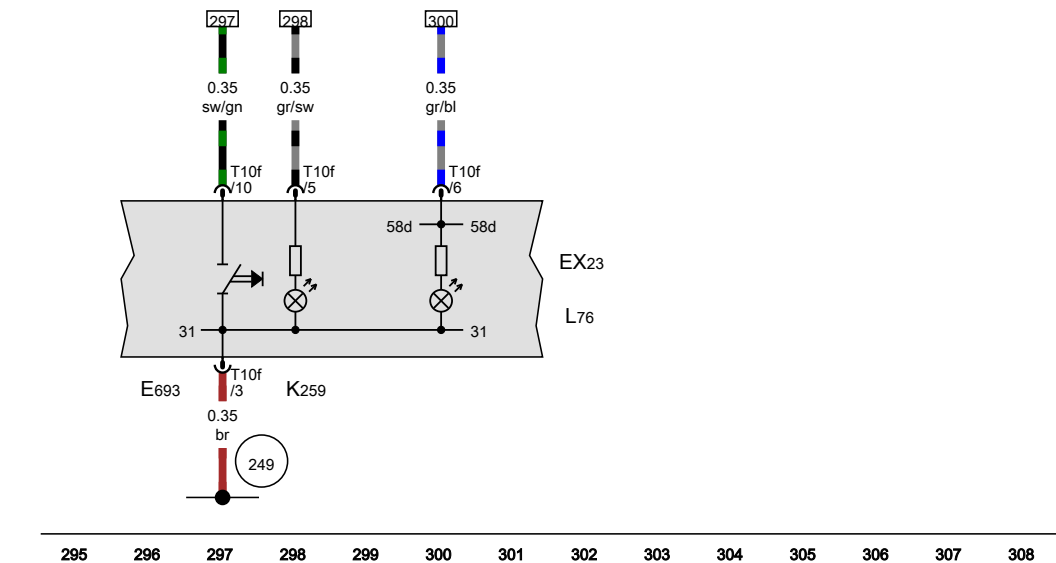 297 298 300
0.35 0.35 0.35
sw/gn gr/sw gr/bl
T10f T10f T10f
/10 /5 /6
58d 58d
EX23
L76
31 31
T10f
/3
E693 K259
0.35
br
249
295 296 297 298 299 300 301 302 303 304 305 306 307 308